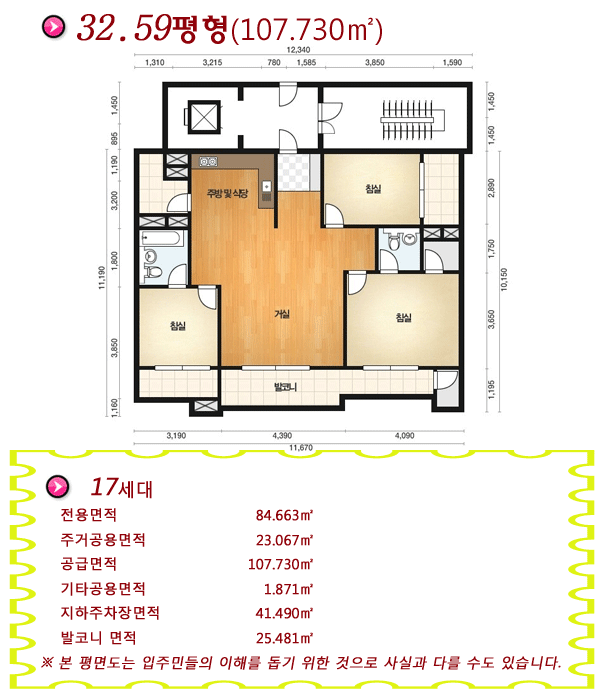 32.59평형(107.730㎡)
12,340
1,310 3,215 780 1,585 3,850 1,590
1,450 895 1,190 3,200 1,800 3,850 1,160
11,190
1,450 1,450 2,890 1,750 3,650 1,195
10,150
주방 및 식당
침실
거실
침실
침실
발코니
3,190 4,390 4,090
11,670
17세대
전용면적 84.663㎡
주거공용면적 23.067㎡
공급면적 107.730㎡
기타공용면적 1.871㎡
지하주차장면적 41.490㎡
발코니 면적 25.481㎡
※ 본 평면도는 입주민들의 이해를 돕기 위한 것으로 사실과 다를 수도 있습니다.